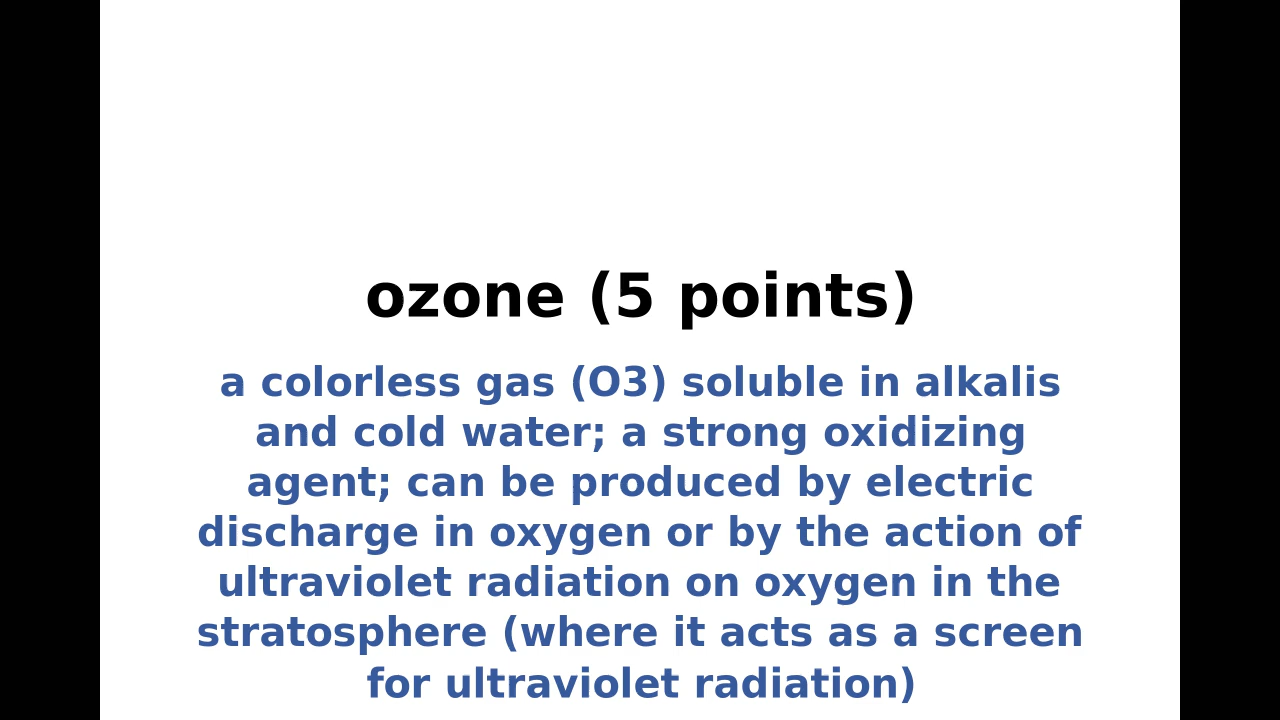 ozone (5 points)
a colorless gas (O3) soluble in alkalis
and cold water; a strong oxidizing
agent; can be produced by electric
discharge in oxygen or by the action of
ultraviolet radiation on oxygen in the
stratosphere (where it acts as a screen
for ultraviolet radiation)